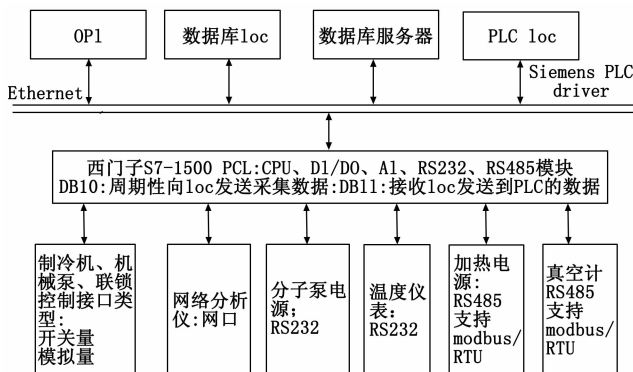 OP1
数据库loc
数据库服务器
PLC loc
Ethernet
Siemens PLC
driver
西门子S7-1500 PCL:CPU、Dl/DO、Al、RS232、RS485模块
DB10:周期性向loc发送采集数据:DB11:接收loc发送到PLC的数据
制冷机、机
械泵、联锁
控制接口类
型:
开关量
模拟量
网络分析
仪:网口
分子泵电
源;
RS232
温度仪
表:
RS232
加热电
源:
RS485
支持
modbus/
RTU
真空计
RS485
支持
modbus/
RTU